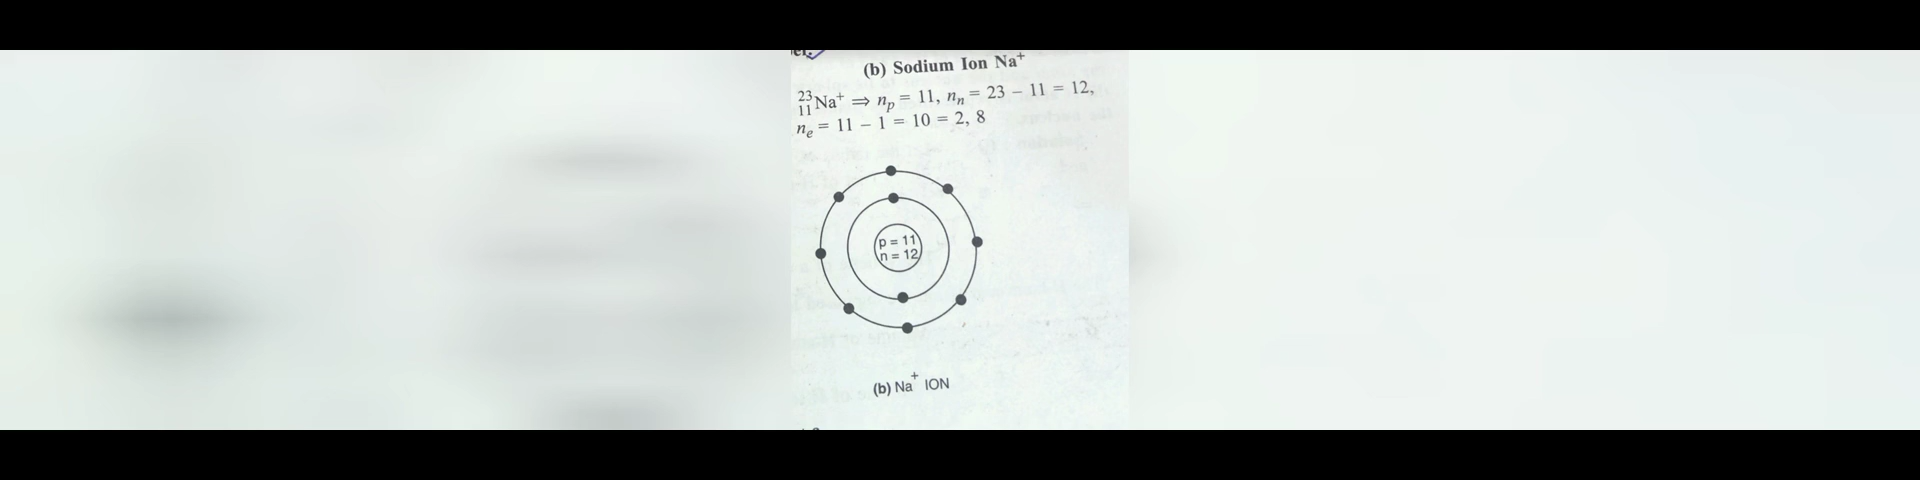 (b) Sodium Ion Na⁺
²³₁₁Na⁺ ⇒ nₚ = 11, nₙ = 23 – 11 = 12,
nₑ = 11 – 1 = 10 = 2, 8
p = 11
n = 12
(b) Na⁺ ION